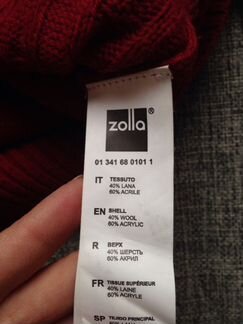 zolla®
01 341 68 0101 1
IT TESSUTO
40% LANA
60% ACRILE
EN SHELL
40% WOOL
60% ACRYLIC
R ВЕРХ
40% ШЕРСТЬ
60% АКРИЛ
FR TISSUE SUPÉRIEUR
40% LAINE
60% ACRYLE
SP TEJIDO PRINCIPAL